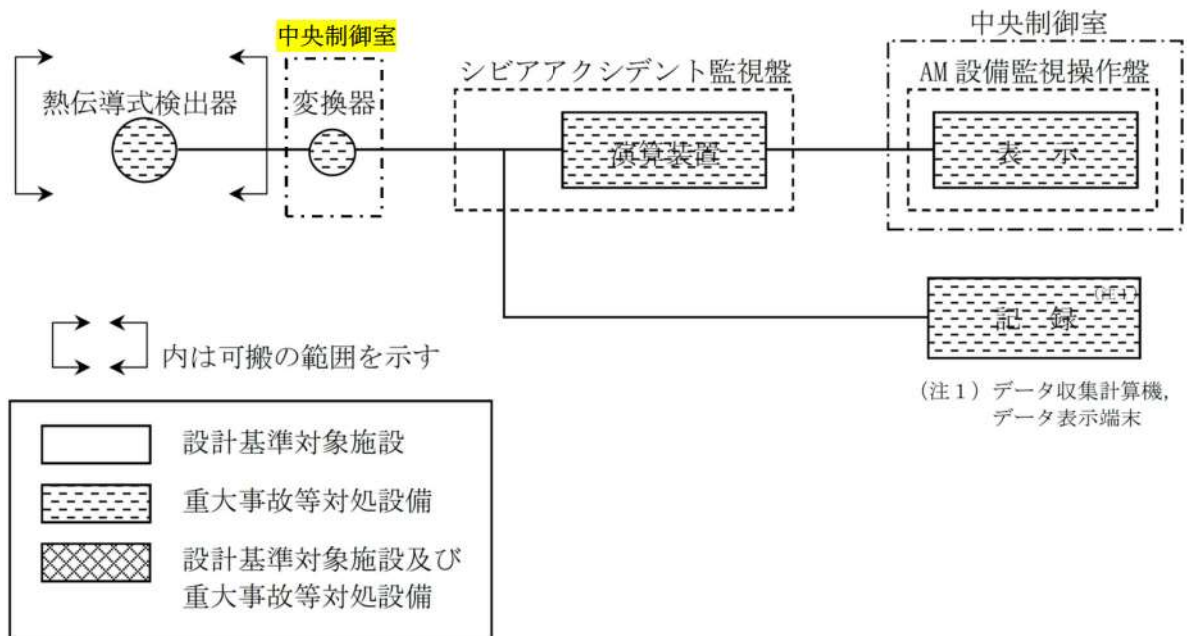 中央制御室
中央制御室
シビアアクシデント監視盤
AM 設備監視操作盤
熱伝導式検出器
変換器
演算装置
表 示
記 録
(注1)
内は可搬の範囲を示す
(注1) データ収集計算機,
データ表示端末
設計基準対象施設
重大事故等対処設備
設計基準対象施設及び
重大事故等対処設備